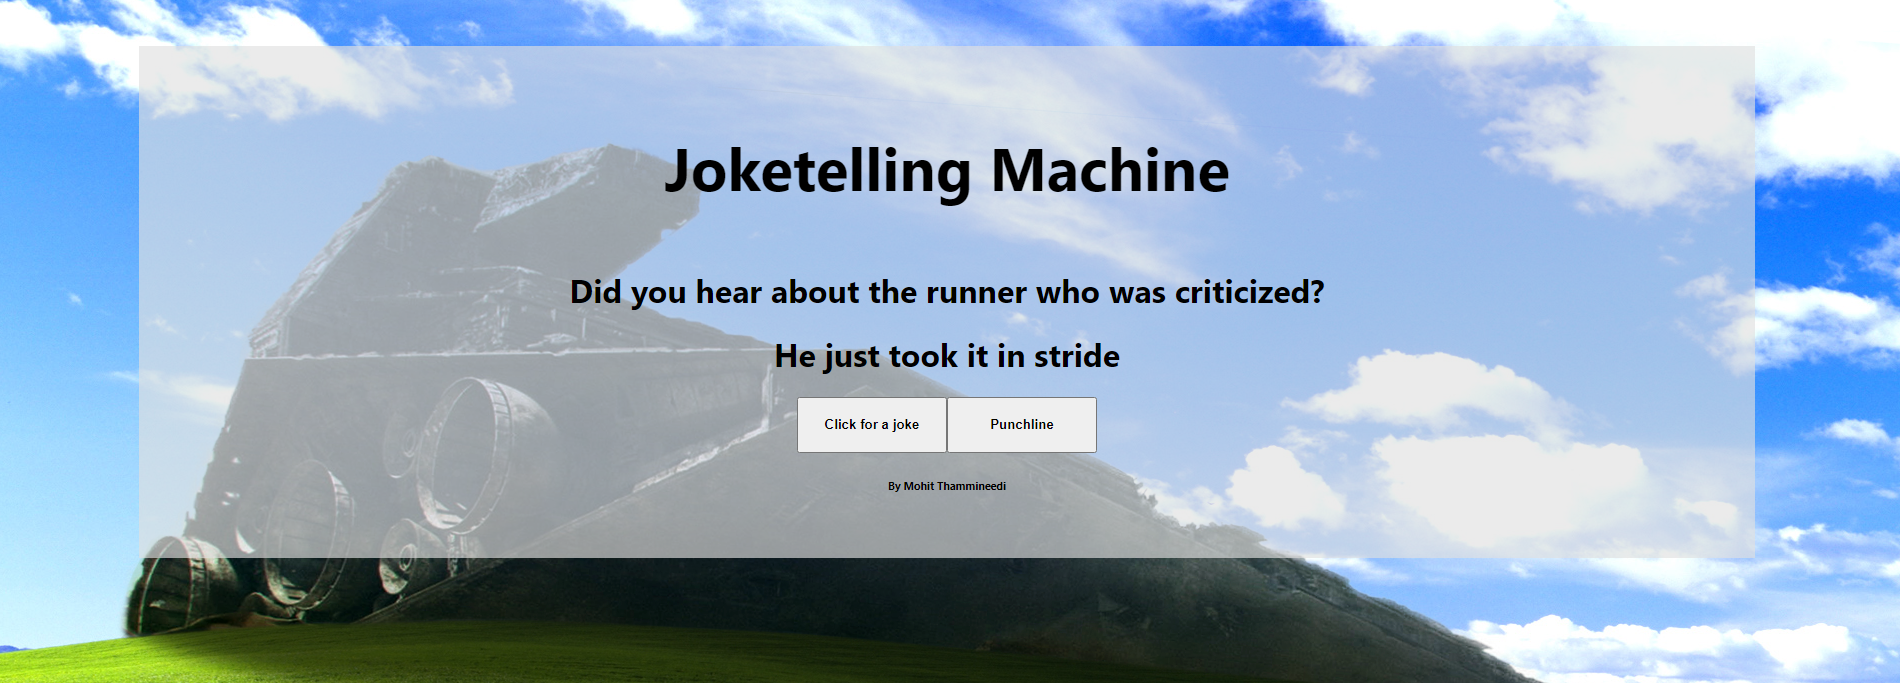 Joketelling Machine
Did you hear about the runner who was criticized?
He just took it in stride
Click for a joke
Punchline
By Mohit Thammineedi